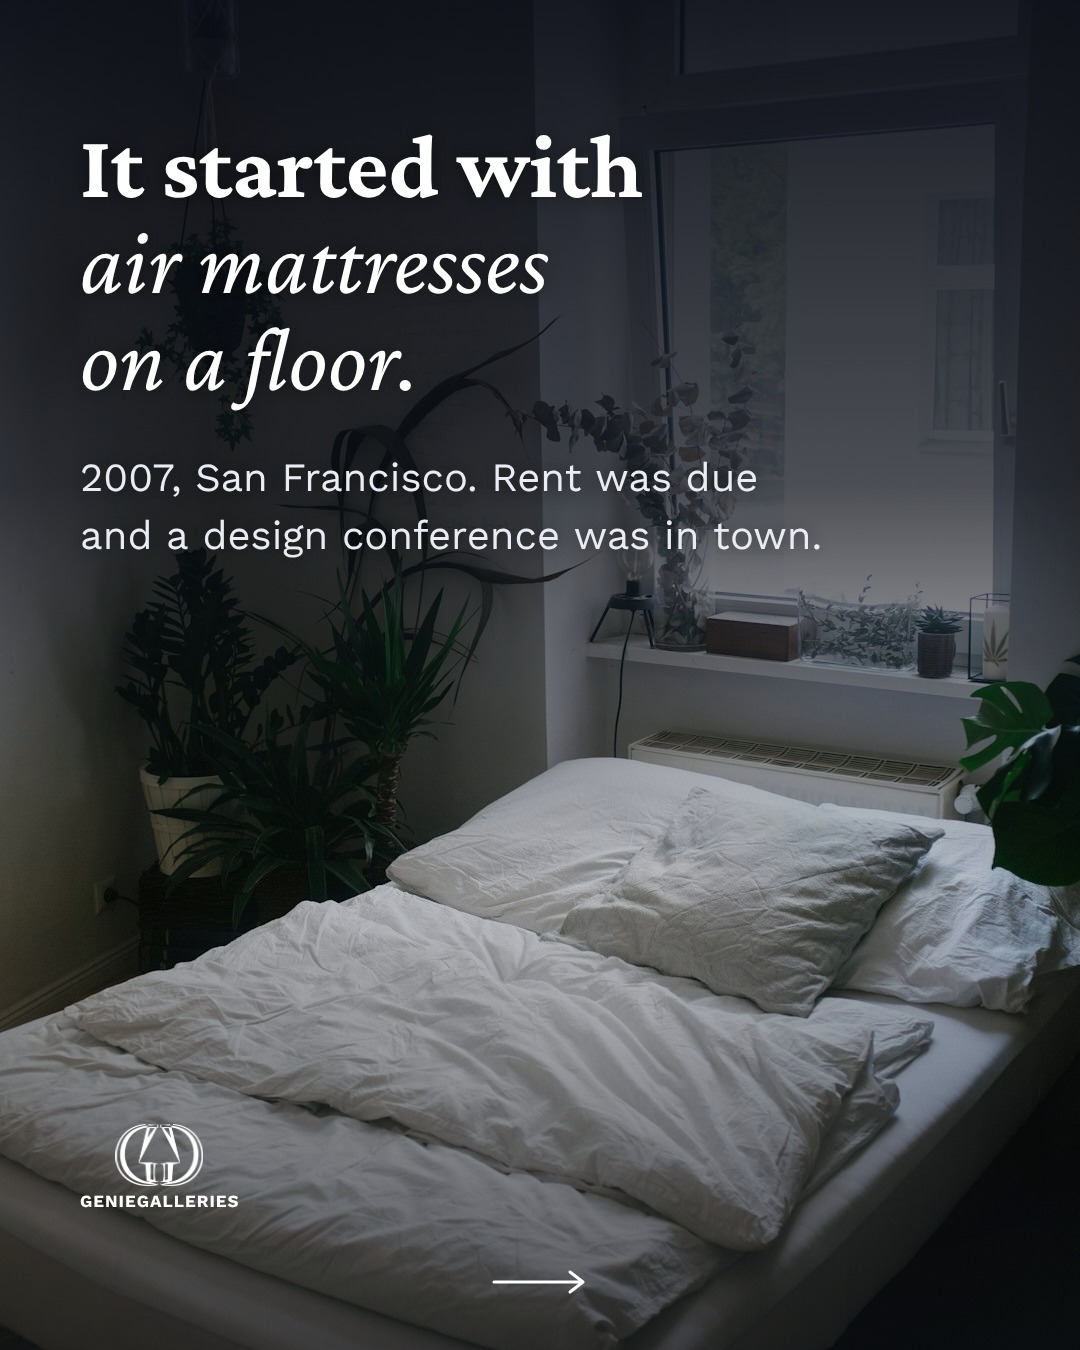 It started with
air mattresses
on a floor.
2007, San Francisco. Rent was due
and a design conference was in town.
GENIEGALLERIES